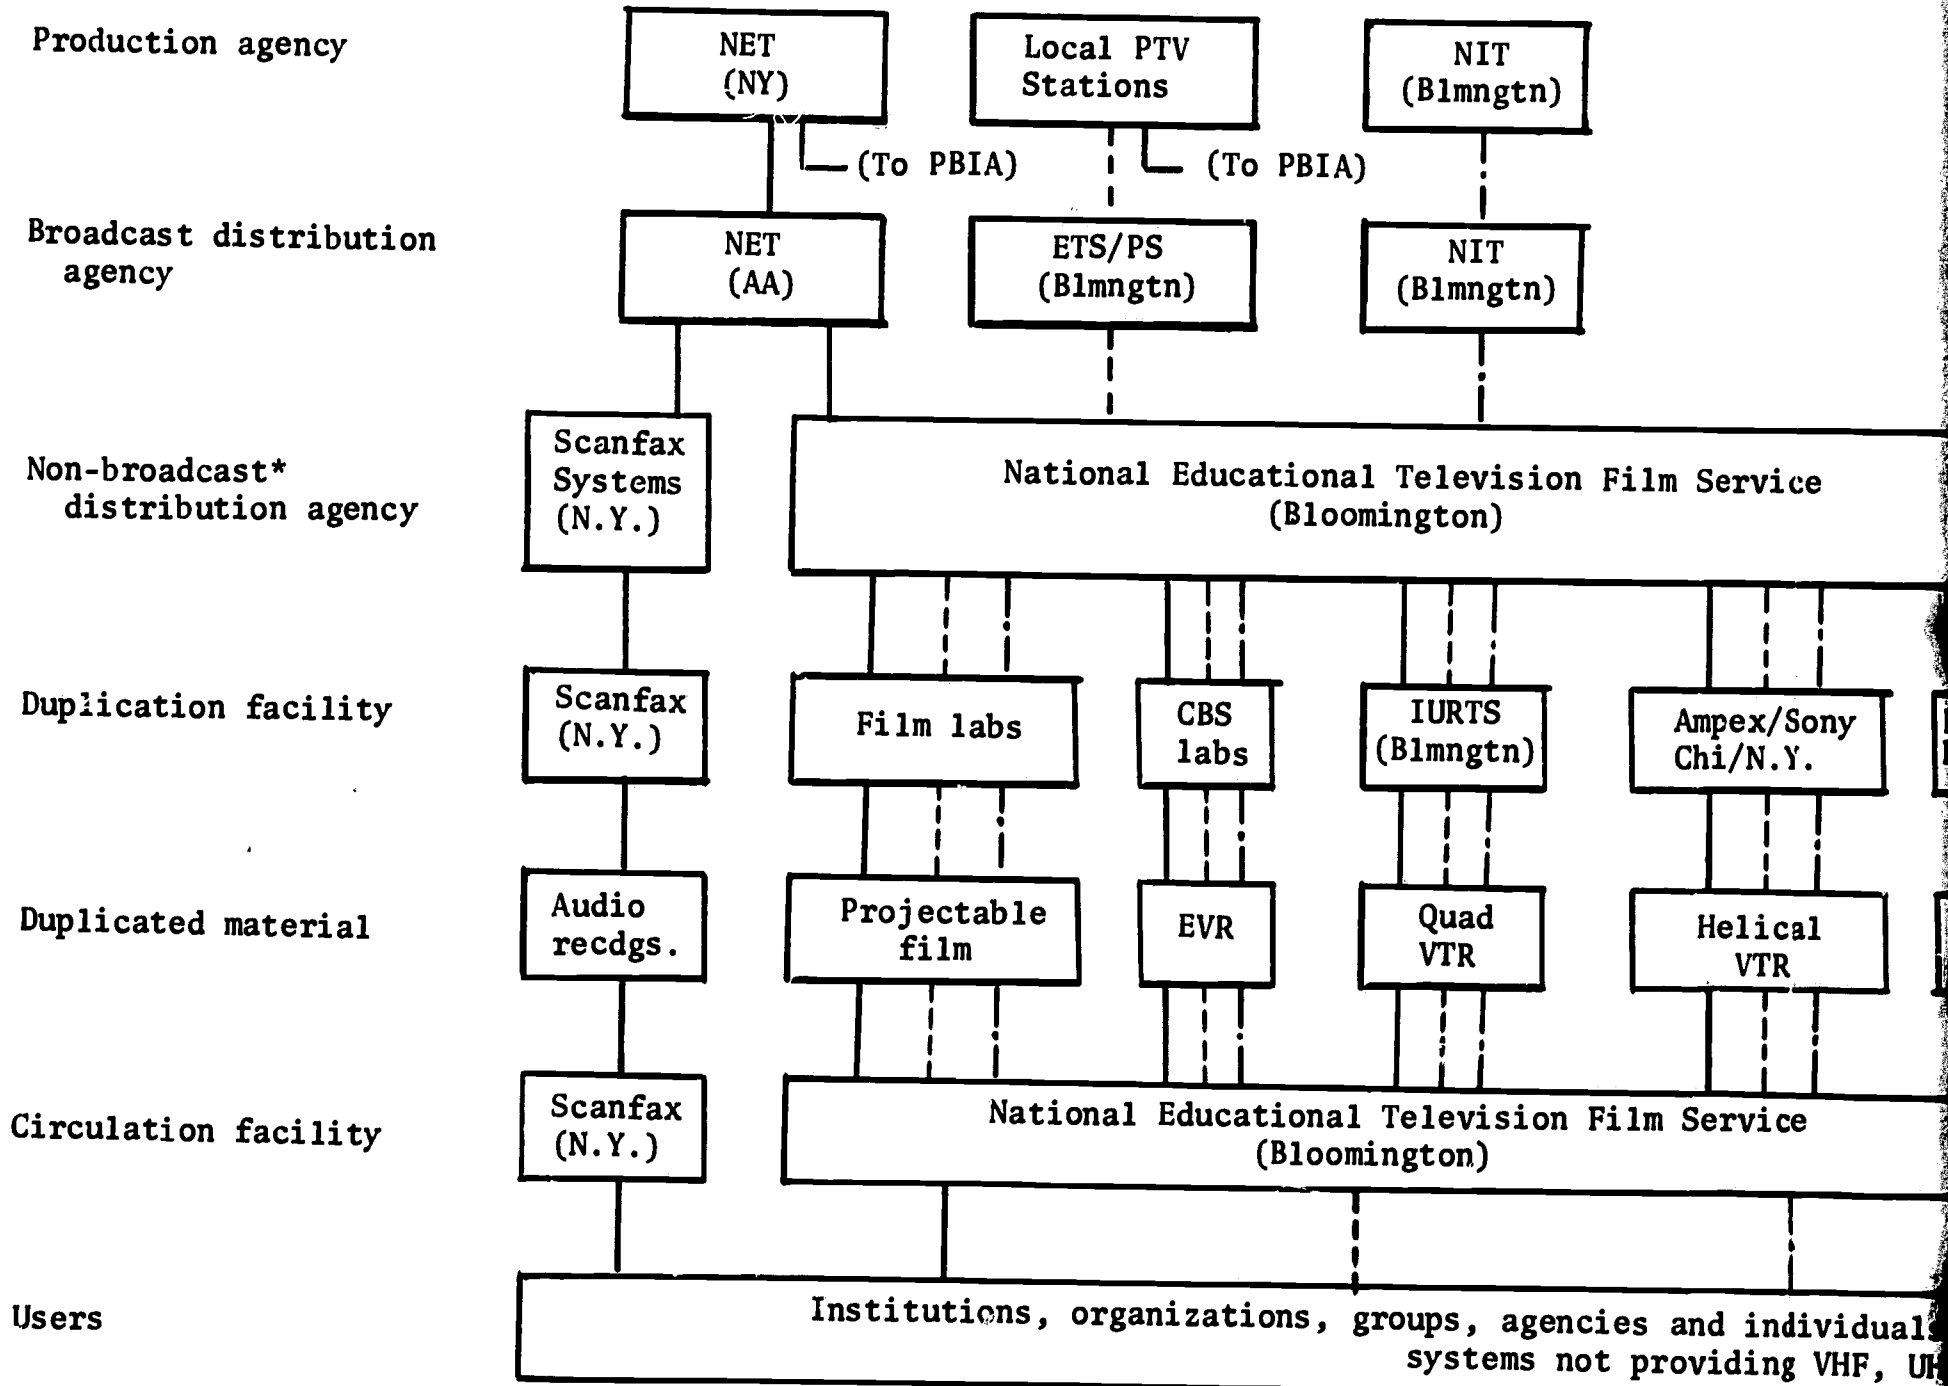 Production agency
NET
(NY)
Local PTV
Stations
NIT
(Blmngtn)
(To PBIA)
(To PBIA)
Broadcast distribution
agency
NET
(AA)
ETS/PS
(Blmngtn)
NIT
(Blmngtn)
Non-broadcast*
distribution agency
Scanfax
Systems
(N.Y.)
National Educational Television Film Service
(Bloomington)
Duplication facility
Scanfax
(N.Y.)
Film labs
CBS
labs
IURTS
(Blmngtn)
Ampex/Sony
Chi/N.Y.
Duplicated material
Audio
recdgs.
Projectable
film
EVR
Quad
VTR
Helical
VTR
Circulation facility
Scanfax
(N.Y.)
National Educational Television Film Service
(Bloomington)
Users
Institutions, organizations, groups, agencies and individuals
systems not providing VHF,